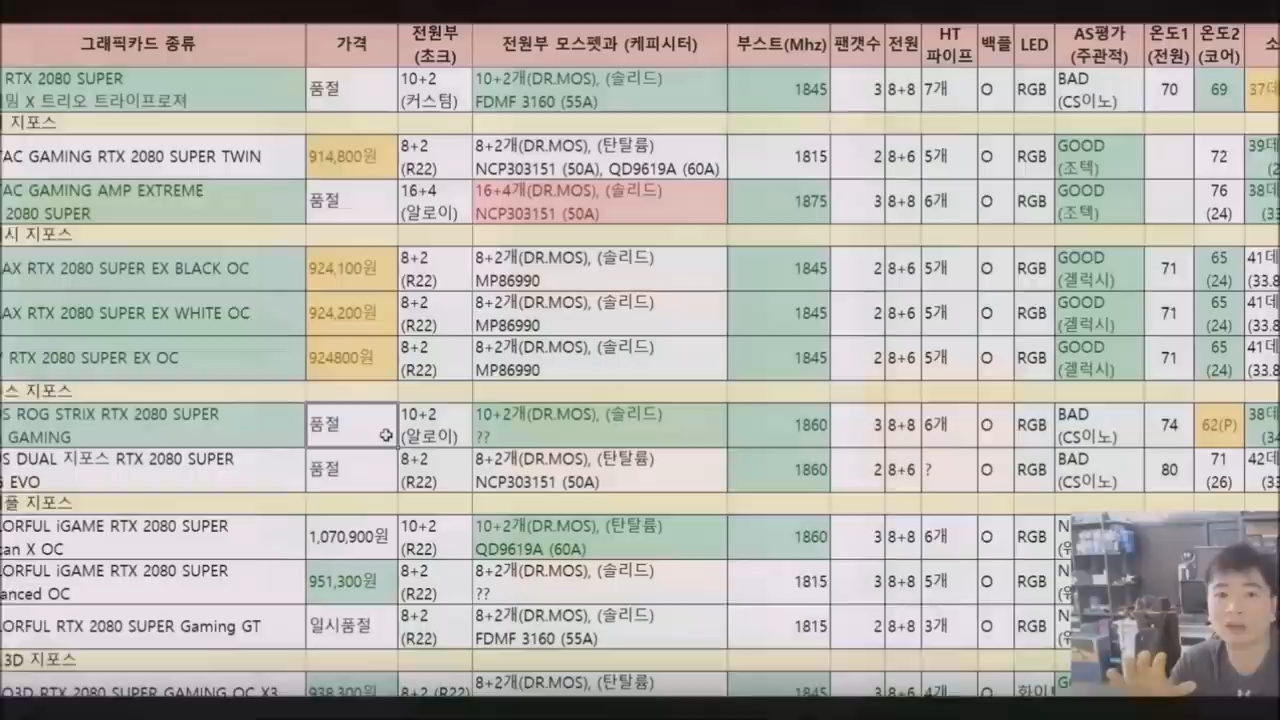 그래픽카드 종류 가격 전원부 (초크) 전원부 모스펫과 (케피시터) 부스트(Mhz) 팬갯수 전원 HT 파이프 백플 LED AS평가 (주관적) 온도1 (전원) 온도2 (코어) 소
RTX 2080 SUPER 품절 10+2 10+2개(DR.MOS), (솔리드) 1845 3 8+8 7개 O RGB BAD 70 69
밍 X 트리오 트라이프로져 (커스텀) FDMF 3160 (55A) (CS이노)
지포스
TAC GAMING RTX 2080 SUPER TWIN 914,800원 8+2 8+2개(DR.MOS), (탄탈륨) 1815 2 8+6 5개 O RGB GOOD 72 39데
(R22) NCP303151 (50A), QD9619A (60A) (조텍)
TAC GAMING AMP EXTREME 품절 16+4 16+4개(DR.MOS), (솔리드) 1875 3 8+8 6개 O RGB GOOD 76 38데
2080 SUPER (알로이) NCP303151 (50A) (조텍) (24)
시 지포스
AX RTX 2080 SUPER EX BLACK OC 924,100원 8+2 8+2개(DR.MOS), (솔리드) 1845 2 8+6 5개 O RGB GOOD 71 65 41데
(R22) MP86990 (겔럭시) (24) (33.8
AX RTX 2080 SUPER EX WHITE OC 924,200원 8+2 8+2개(DR.MOS), (솔리드) 1845 2 8+6 5개 O RGB GOOD 71 65 41데
(R22) MP86990 (겔럭시) (24) (33.8
RTX 2080 SUPER EX OC 924800원 8+2 8+2개(DR.MOS), (솔리드) 1845 2 8+6 5개 O RGB GOOD 71 65 41데
(R22) MP86990 (겔럭시) (24) (33.8
스 지포스
S ROG STRIX RTX 2080 SUPER 품절 10+2 10+2개(DR.MOS), (솔리드) 1860 3 8+8 6개 O RGB BAD 74 62(P) 38데
GAMING (알로이) ?? (CS이노)
S DUAL 지포스 RTX 2080 SUPER 품절 8+2 8+2개(DR.MOS), (탄탈륨) 1860 2 8+6 ? O RGB BAD 80 71 42데
EVO (R22) NCP303151 (50A) (CS이노) (26)
풀 지포스
ORFUL iGAME RTX 2080 SUPER 1,070,900원 10+2 10+2개(DR.MOS), (탄탈륨) 1860 3 8+8 6개 O RGB
an X OC (R22) QD9619A (60A)
ORFUL iGAME RTX 2080 SUPER 951,300원 8+2 8+2개(DR.MOS), (솔리드) 1815 3 8+8 5개 O RGB
anced OC (R22) ??
ORFUL RTX 2080 SUPER Gaming GT 일시품절 8+2 8+2개(DR.MOS), (솔리드) 1815 2 8+8 3개 O RGB
(R22) FDMF 3160 (55A)
3D 지포스
O3D RTX 2080 SUPER GAMING OC X3 938,300원 8+2 (R22) 8+2개(DR.MOS), (탄탈륨) 1845 3 8+6 4개 O